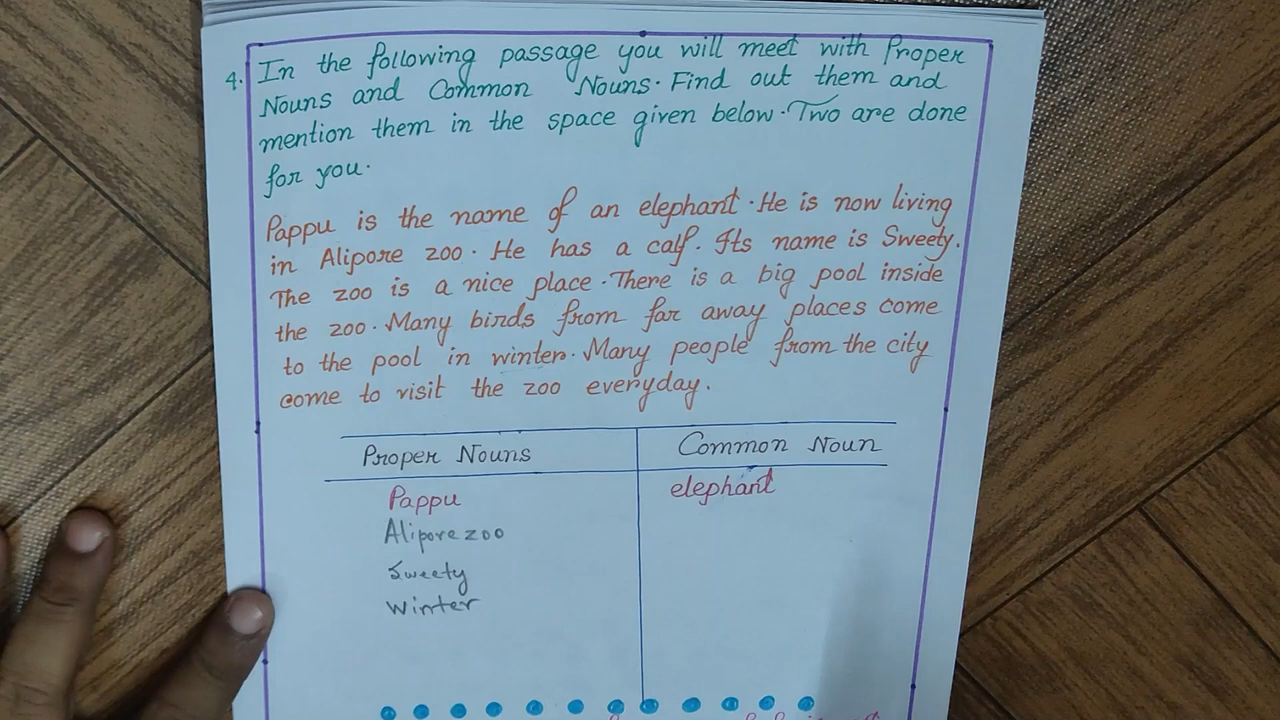 4. In the following passage you will meet with Proper
Nouns and Common Nouns. Find out them and
mention them in the space given below. Two are done
for you.
Pappu is the name of an elephant. He is now living
in Alipore zoo. He has a calf. Its name is Sweety.
The zoo is a nice place. There is a big pool inside
the zoo. Many birds from far away places come
to the pool in winter. Many people from the city
come to visit the zoo everyday.
Proper Nouns Common Noun
Pappu elephant
Alipore zoo
Sweety
Winter